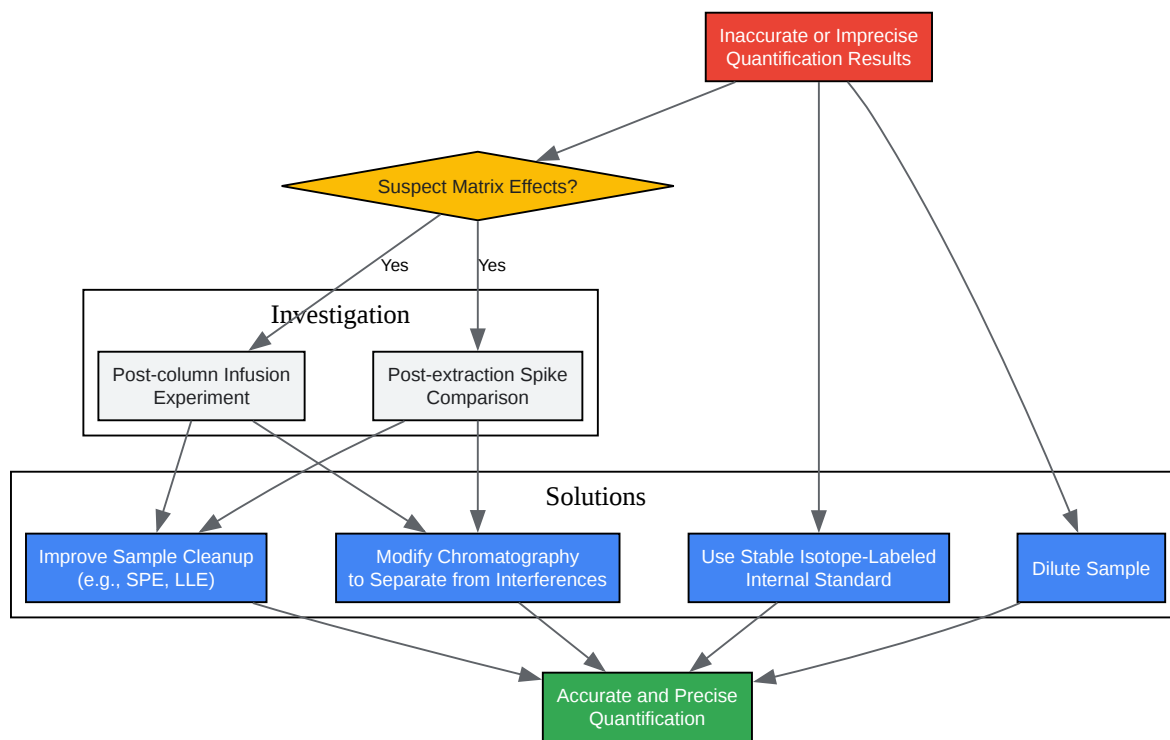 Inaccurate or Imprecise
Quantification Results
Suspect Matrix Effects?
Yes
Yes
Investigation
Post-column Infusion
Experiment
Post-extraction Spike
Comparison
Solutions
Improve Sample Cleanup
(e.g., SPE, LLE)
Modify Chromatography
to Separate from Interferences
Use Stable Isotope-Labeled
Internal Standard
Dilute Sample
Accurate and Precise
Quantification